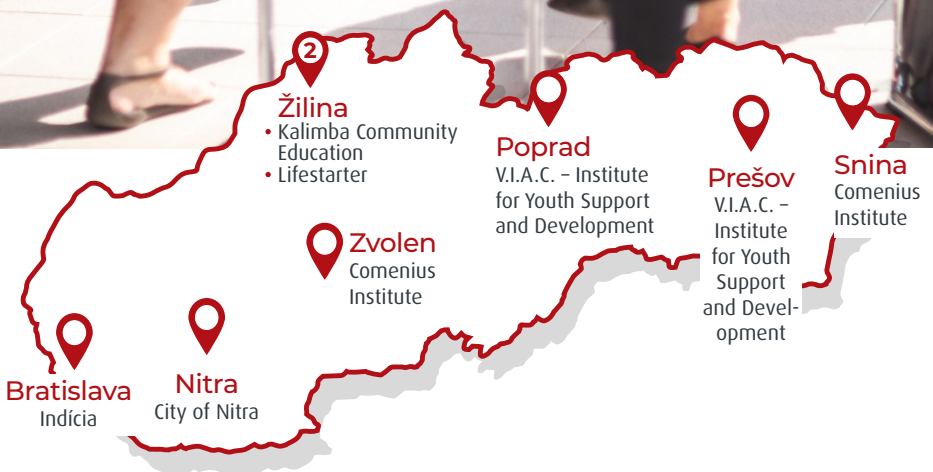 2
Žilina
• Kalimba Community
Education
• Lifestarter
Poprad
V.I.A.C. – Institute
for Youth Support
and Development
Prešov
V.I.A.C. –
Institute
for Youth
Support
and Devel-
opment
Snina
Comenius
Institute
Zvolen
Comenius
Institute
Bratislava
Indícia
Nitra
City of Nitra